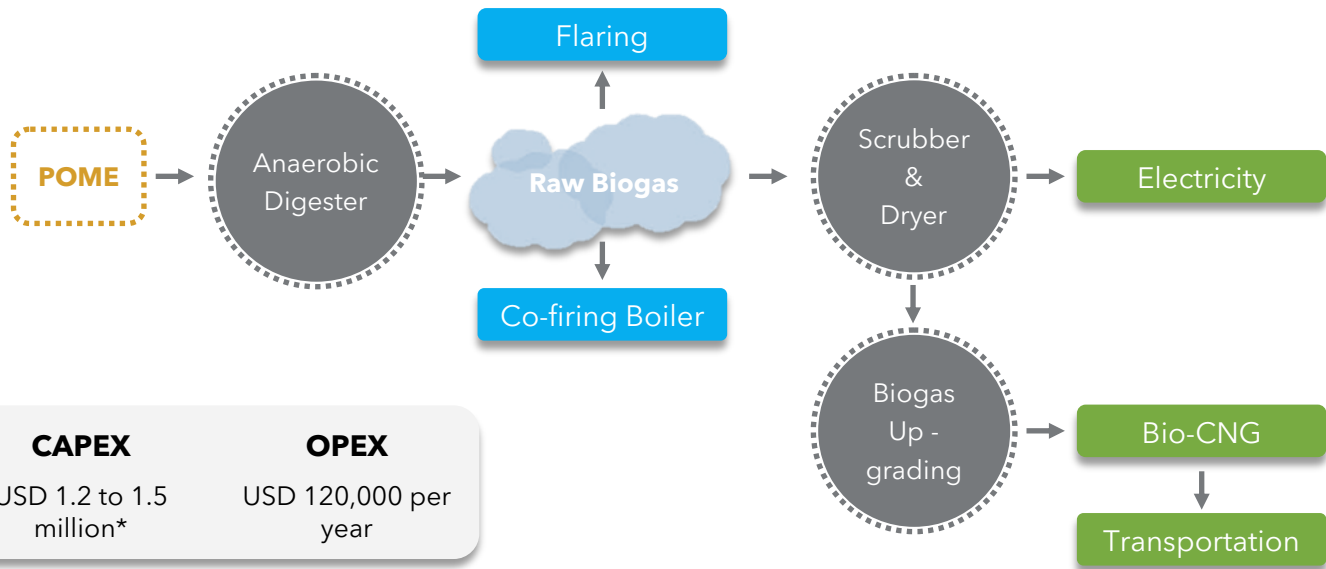 Flaring
POME
Anaerobic
Digester
Raw Biogas
Scrubber
&
Dryer
Electricity
Co-firing Boiler
Biogas
Up -
grading
Bio-CNG
Transportation
CAPEX
USD 1.2 to 1.5
million*
OPEX
USD 120,000 per
year